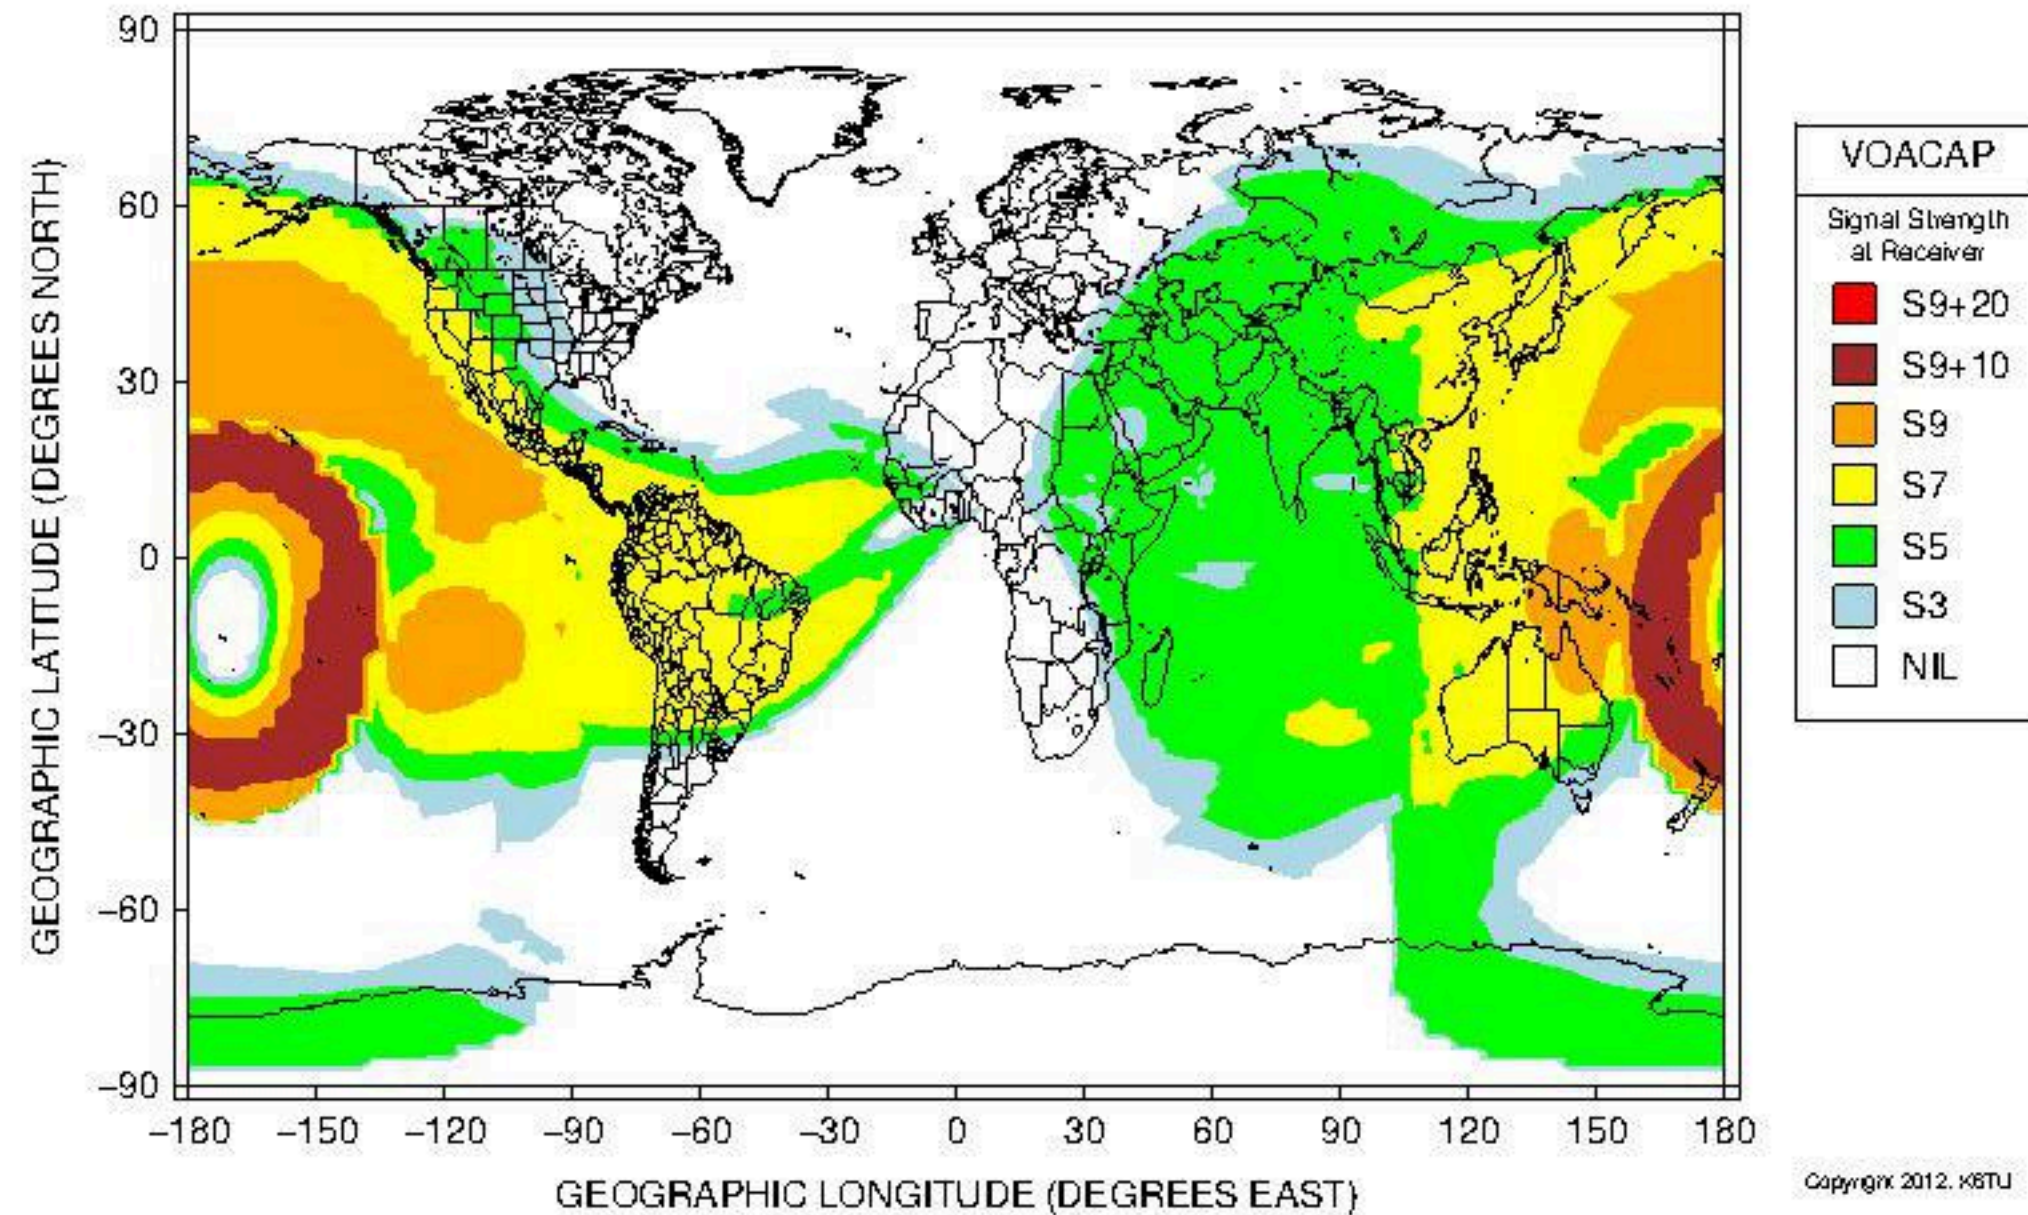 90
60
30
0
−30
−60
−90
GEOGRAPHIC LATITUDE (DEGREES NORTH)
−180 −150 −120 −90 −60 −30 0 30 60 90 120 150 180
GEOGRAPHIC LONGITUDE (DEGREES EAST)
VOACAP
Signal Strength
at Receiver
S9+20
S9+10
S9
S7
S5
S3
NIL
Copyright 2012, K6TU